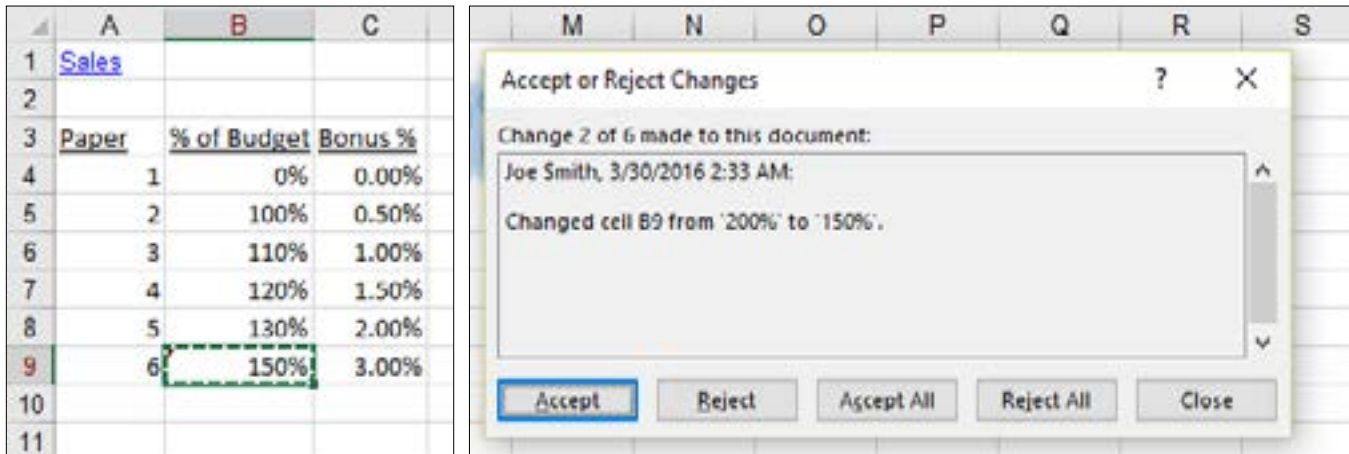 A B C
1 Sales
2
3 Paper % of Budget Bonus %
4 1 0% 0.00%
5 2 100% 0.50%
6 3 110% 1.00%
7 4 120% 1.50%
8 5 130% 2.00%
9 6 150% 3.00%
10
11
M N O P Q R S
Accept or Reject Changes ? X
Change 2 of 6 made to this document:
Joe Smith, 3/30/2016 2:33 AM:
Changed cell B9 from '200%' to '150%'.
Accept Reject Accept All Reject All Close